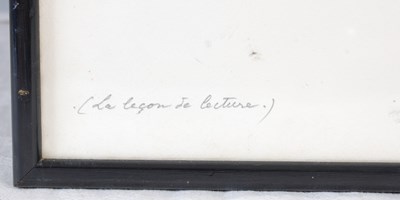 .(La leçon de lecture.)